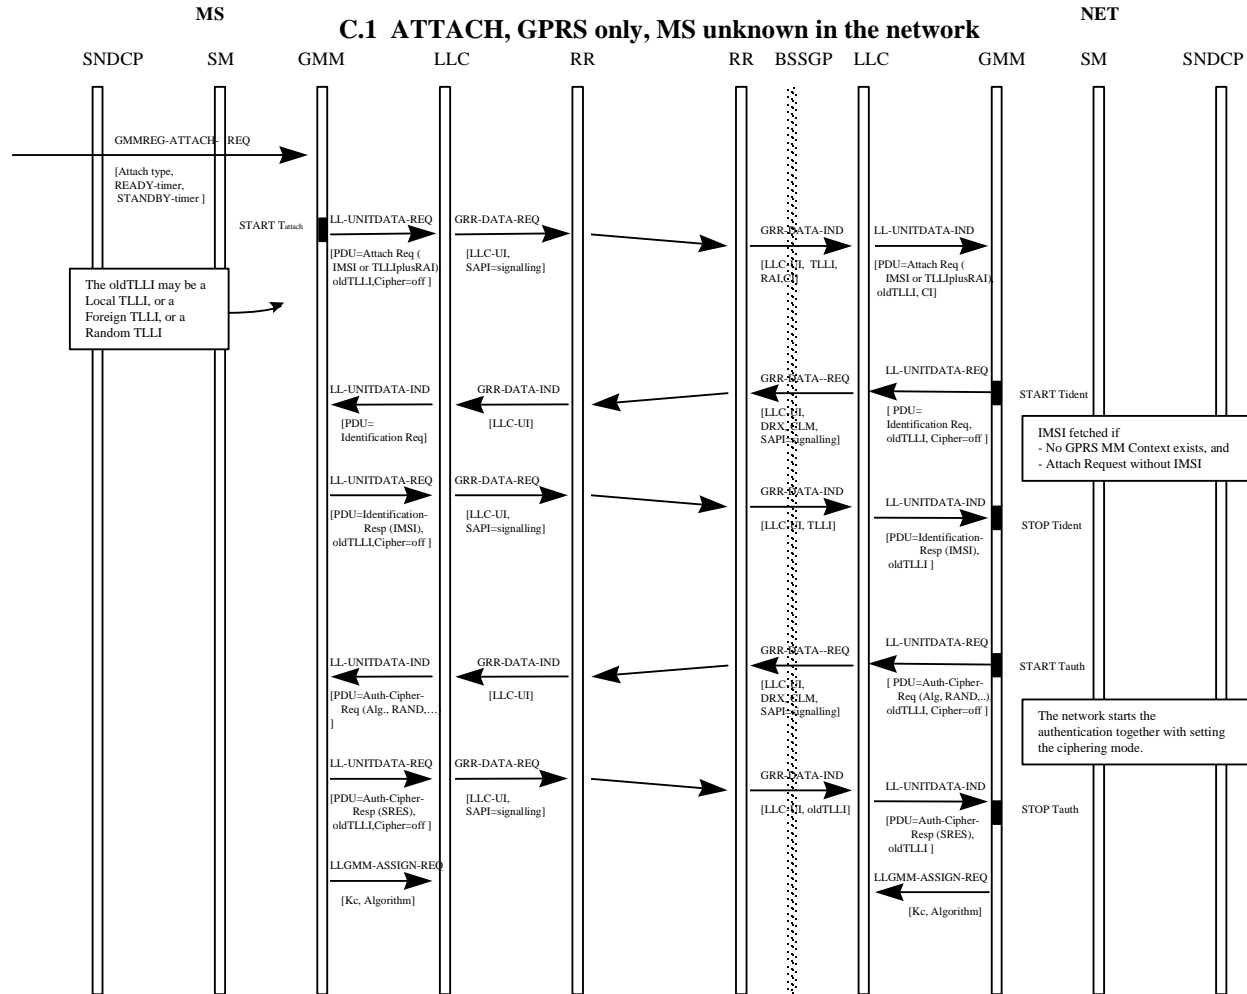 MS
NET
C.1 ATTACH, GPRS only, MS unknown in the network
SNDCP SM GMM LLC RR RR BSSGP LLC GMM SM SNDCP
GMMREG-ATTACH- REQ
[Attach type,
READY-timer,
STANDBY-timer ]
START Tattach
LL-UNITDATA-REQ
[PDU=Attach Req (
IMSI or TLLIplusRAI)
oldTLLI,Cipher=off ]
GRR-DATA-REQ
[LLC-UI,
SAPI=signalling]
GRR-DATA-IND
[LLC-UI, TLLI,
RAI,CI]
LL-UNITDATA-IND
[PDU=Attach Req (
IMSI or TLLIplusRAI),
oldTLLI, CI]
The oldTLLI may be a
Local TLLI, or a
Foreign TLLI, or a
Random TLLI
LL-UNITDATA-IND
[PDU=
Identification Req]
GRR-DATA-IND
[LLC-UI]
GRR-DATA--REQ
[LLC-UI,
DRX, CLM,
SAPI=signalling]
LL-UNITDATA-REQ
[ PDU=
Identification Req,
oldTLLI, Cipher=off ]
START Tident
IMSI fetched if
- No GPRS MM Context exists, and
- Attach Request without IMSI
LL-UNITDATA-REQ
[PDU=Identification-
Resp (IMSI),
oldTLLI,Cipher=off ]
GRR-DATA-REQ
[LLC-UI,
SAPI=signalling]
GRR-DATA-IND
[LLC-UI, TLLI]
LL-UNITDATA-IND
[PDU=Identification-
Resp (IMSI),
oldTLLI ]
STOP Tident
LL-UNITDATA-IND
[PDU=Auth-Cipher-
Req (Alg., RAND,...)
]
GRR-DATA-IND
[LLC-UI]
GRR-DATA--REQ
[LLC-UI,
DRX, CLM,
SAPI=signalling]
LL-UNITDATA-REQ
[ PDU=Auth-Cipher-
Req (Alg, RAND,..),
oldTLLI, Cipher=off ]
START Tauth
The network starts the
authentication together with setting
the ciphering mode.
LL-UNITDATA-REQ
[PDU=Auth-Cipher-
Resp (SRES),
oldTLLI,Cipher=off ]
GRR-DATA-REQ
[LLC-UI,
SAPI=signalling]
GRR-DATA-IND
[LLC-UI, oldTLLI]
LL-UNITDATA-IND
[PDU=Auth-Cipher-
Resp (SRES),
oldTLLI ]
STOP Tauth
LLGMM-ASSIGN-REQ
[Kc, Algorithm]
LLGMM-ASSIGN-REQ
[Kc, Algorithm]